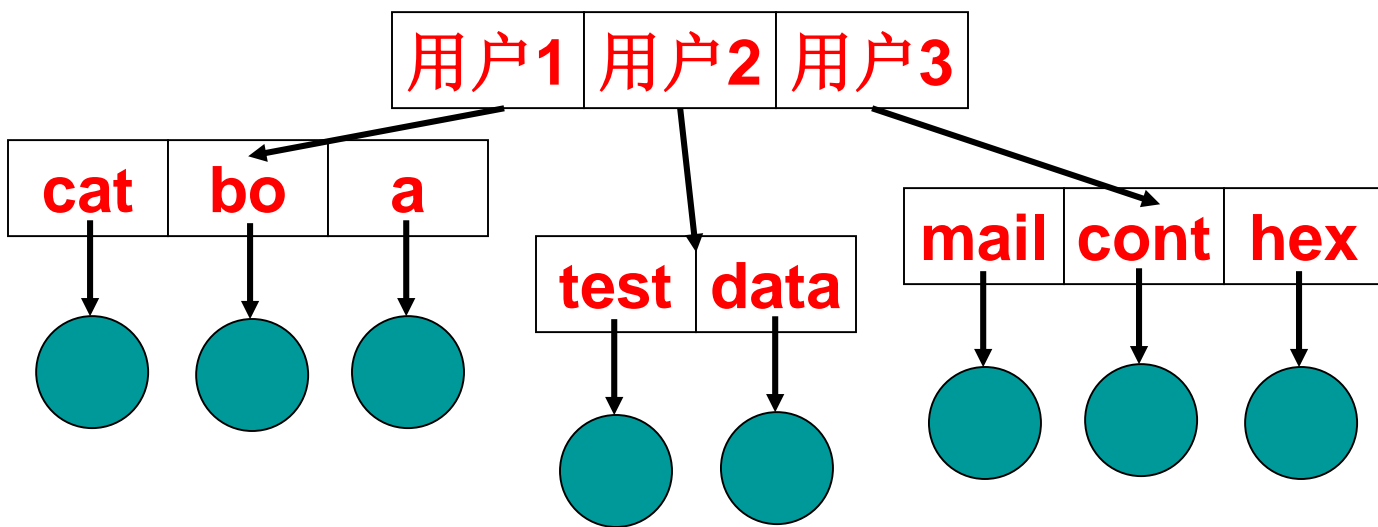 用户1 用户2 用户3
cat bo a
test data
mail cont hex